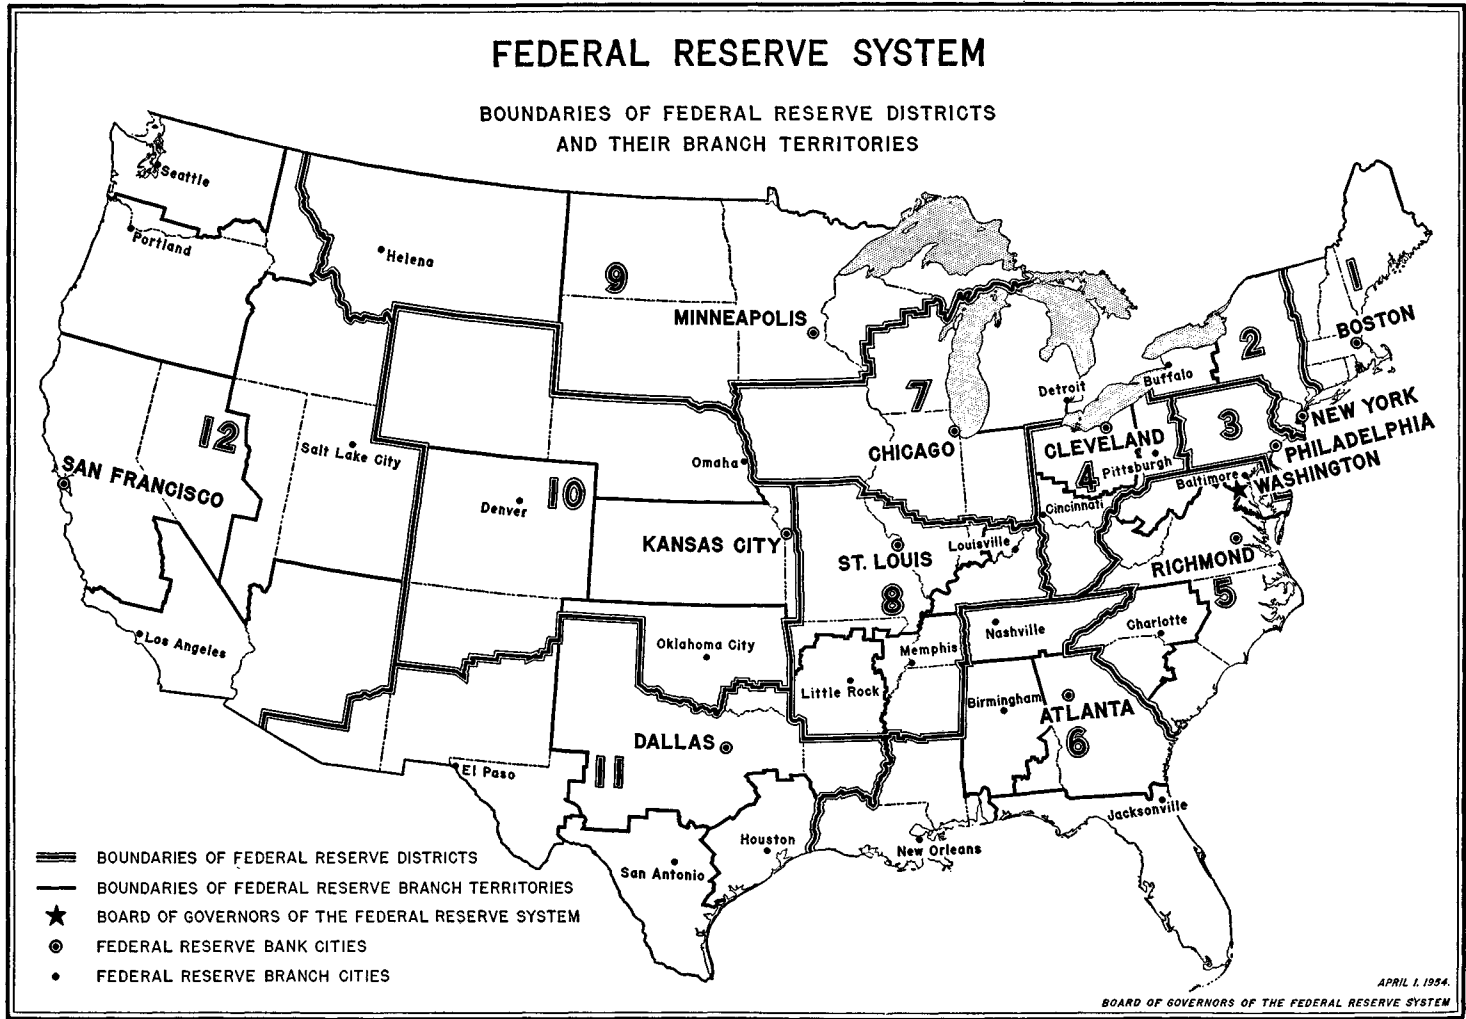 FEDERAL RESERVE SYSTEM
BOUNDARIES OF FEDERAL RESERVE DISTRICTS
AND THEIR BRANCH TERRITORIES
Seattle
Portland
Helena
9
MINNEAPOLIS
1
BOSTON
2
Buffalo
NEW YORK
3
PHILADELPHIA
WASHINGTON
Baltimore
7
Detroit
CHICAGO
CLEVELAND
4
Pittsburgh
Cincinnati
12
Salt Lake City
SAN FRANCISCO
Omaha
10
Denver
KANSAS CITY
ST. LOUIS
8
Louisville
RICHMOND
5
Los Angeles
Oklahoma City
Nashville
Charlotte
Memphis
Little Rock
Birmingham
ATLANTA
6
DALLAS
11
El Paso
Jacksonville
Houston
New Orleans
San Antonio
BOUNDARIES OF FEDERAL RESERVE DISTRICTS
BOUNDARIES OF FEDERAL RESERVE BRANCH TERRITORIES
BOARD OF GOVERNORS OF THE FEDERAL RESERVE SYSTEM
FEDERAL RESERVE BANK CITIES
FEDERAL RESERVE BRANCH CITIES
APRIL 1, 1954.
BOARD OF GOVERNORS OF THE FEDERAL RESERVE SYSTEM